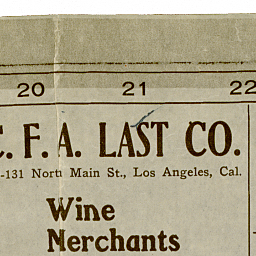 20 21 22
C. F. A. LAST CO.
-131 North Main St., Los Angeles, Cal.
Wine
Merchants